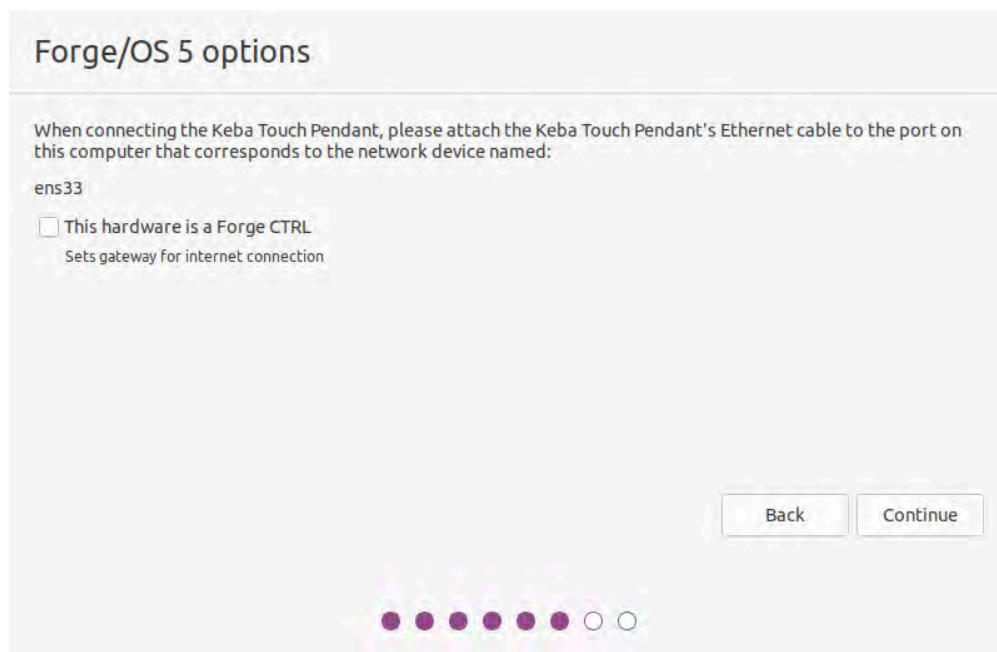 Forge/OS 5 options
When connecting the Keba Touch Pendant, please attach the Keba Touch Pendant's Ethernet cable to the port on
this computer that corresponds to the network device named:
ens33
This hardware is a Forge CTRL
Sets gateway for internet connection
Back Continue